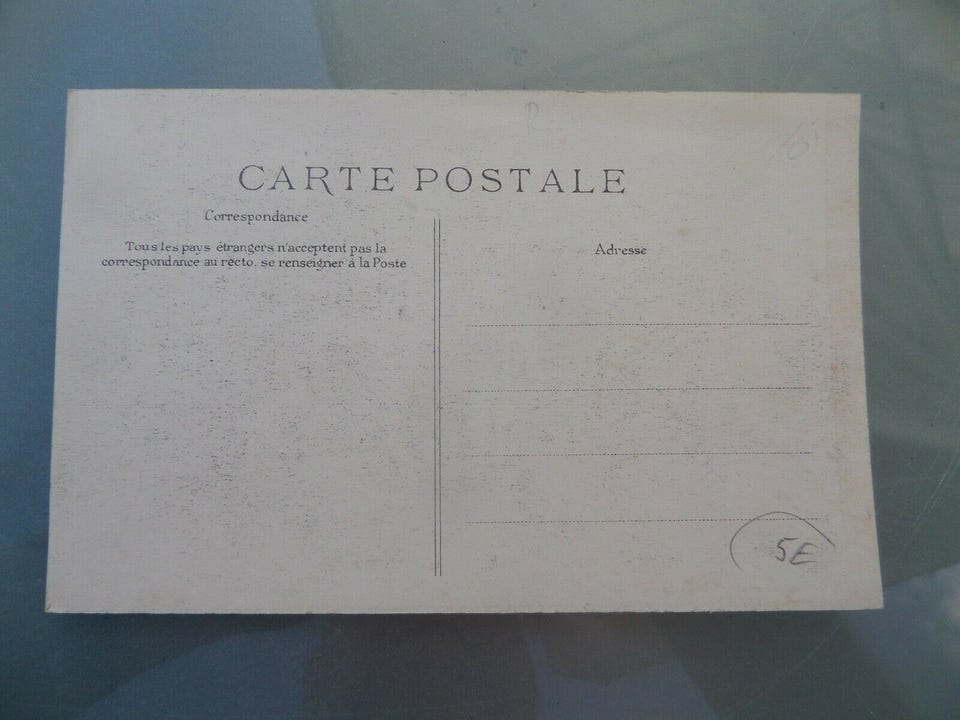 CARTE POSTALE
Correspondance
Tous les pays étrangers n'acceptent pas la
correspondance au recto, se renseigner à la Poste
Adresse
5E